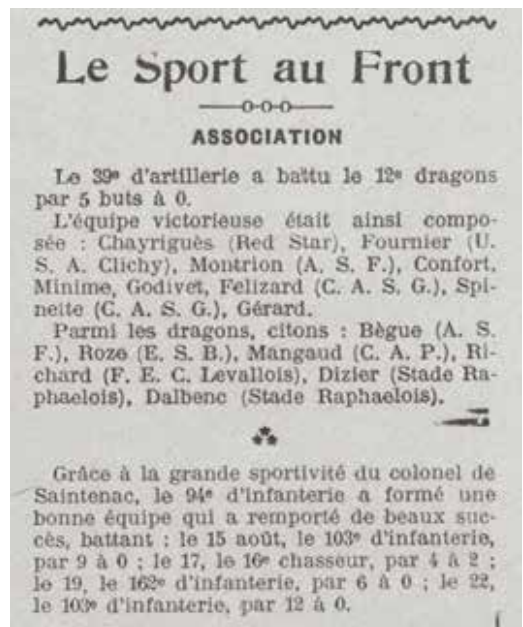 Le Sport au Front
ASSOCIATION
Le 39e d'artillerie a battu le 12e dragons
par 5 buts à 0.
L'équipe victorieuse était ainsi compo-
sée : Chayriguès (Red Star), Fournier (U.
S. A. Clichy), Montrion (A. S. F.), Confort,
Minime, Godivet, Felizard (C. A. S. G.), Spi-
neite (C. A. S. G.), Gérard.
Parmi les dragons, citons : Bègue (A. S.
F.), Roze (E. S. B.), Mangaud (C. A. P.), Ri-
chard (F. E. C. Levallois), Dizier (Stade Ra-
phaelois), Dalbenc (Stade Raphaelois).
Grâce à la grande sportivité du colonel de
Saintenac, le 94e d'infanterie a formé une
bonne équipe qui a remporté de beaux suc-
cès, battant : le 15 août, le 103e d'infanterie,
par 9 à 0 ; le 17, le 16e chasseur, par 4 à 2 ;
le 19, le 162e d'infanterie, par 6 à 0 ; le 22,
le 103e d'infanterie, par 12 à 0.